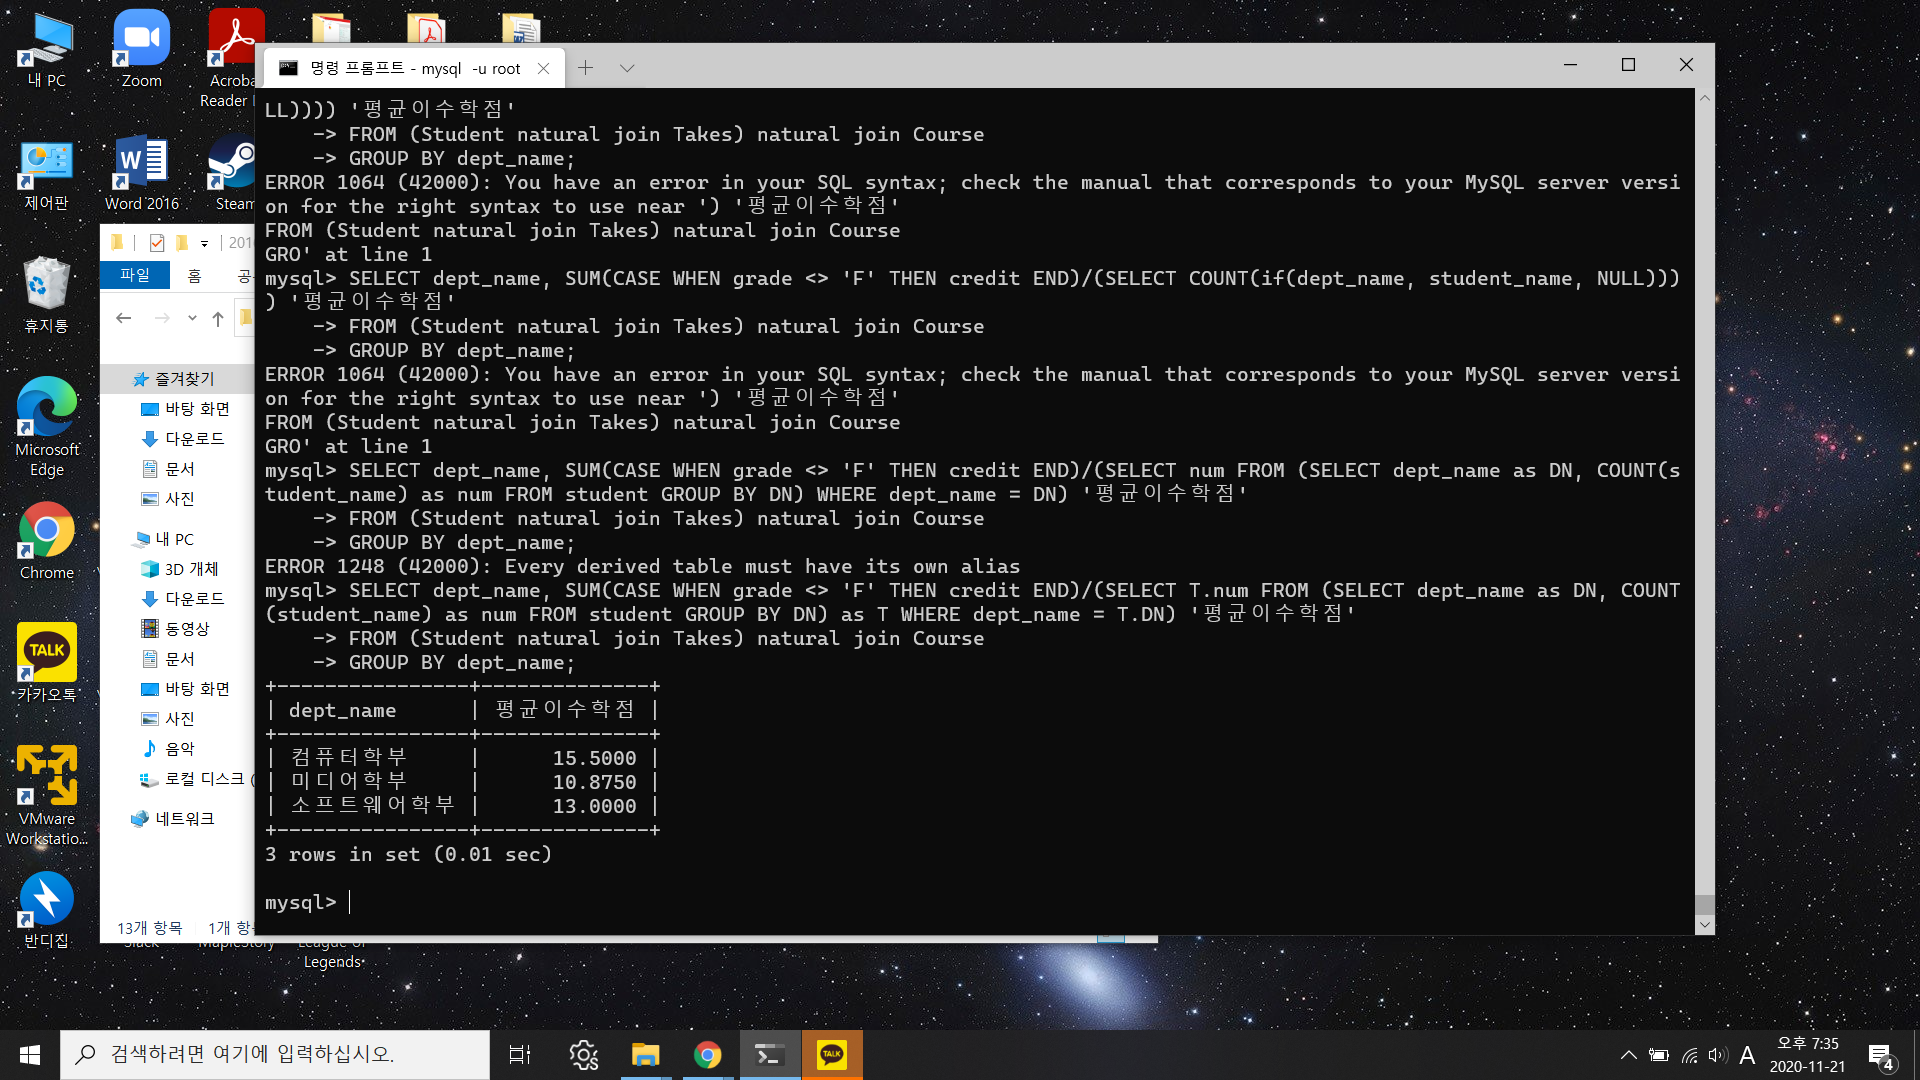 내 PC
Zoom
Acroba
Reader
제어판
Word 2016
Steam
휴지통
Microsoft
Edge
Chrome
TALK
카카오톡
VMware
Workstatio...
반디집
League of
Legends
파일
홈
즐겨찾기
바탕 화면
다운로드
문서
사진
내 PC
3D 개체
다운로드
동영상
문서
바탕 화면
사진
음악
로컬 디스크 (
네트워크
13개 항목
1개 항
명령 프롬프트 - mysql  -u root
LL)))) '평균이수학점'
    -> FROM (Student natural join Takes) natural join Course
    -> GROUP BY dept_name;
ERROR 1064 (42000): You have an error in your SQL syntax; check the manual that corresponds to your MySQL server versi
on for the right syntax to use near ') '평균이수학점'
FROM (Student natural join Takes) natural join Course
GRO' at line 1
mysql> SELECT dept_name, SUM(CASE WHEN grade <> 'F' THEN credit END)/(SELECT COUNT(if(dept_name, student_name, NULL)))
) '평균이수학점'
    -> FROM (Student natural join Takes) natural join Course
    -> GROUP BY dept_name;
ERROR 1064 (42000): You have an error in your SQL syntax; check the manual that corresponds to your MySQL server versi
on for the right syntax to use near ') '평균이수학점'
FROM (Student natural join Takes) natural join Course
GRO' at line 1
mysql> SELECT dept_name, SUM(CASE WHEN grade <> 'F' THEN credit END)/(SELECT num FROM (SELECT dept_name as DN, COUNT(s
tudent_name) as num FROM student GROUP BY DN) WHERE dept_name = DN) '평균이수학점'
    -> FROM (Student natural join Takes) natural join Course
    -> GROUP BY dept_name;
ERROR 1248 (42000): Every derived table must have its own alias
mysql> SELECT dept_name, SUM(CASE WHEN grade <> 'F' THEN credit END)/(SELECT T.num FROM (SELECT dept_name as DN, COUNT
(student_name) as num FROM student GROUP BY DN) as T WHERE dept_name = T.DN) '평균이수학점'
    -> FROM (Student natural join Takes) natural join Course
    -> GROUP BY dept_name;
+----------------+--------------+
| dept_name      | 평균이수학점 |
+----------------+--------------+
| 컴퓨터학부     |      15.5000 |
| 미디어학부     |      10.8750 |
| 소프트웨어학부 |      13.0000 |
+----------------+--------------+
3 rows in set (0.01 sec)
mysql>
검색하려면 여기에 입력하십시오.
TALK
A
오후 7:35
2020-11-21
4